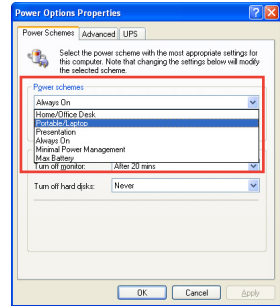 Power Options Properties
Power Schemes Advanced UPS
Select the power scheme with the most appropriate settings for
this computer. Note that changing the settings below will modify
the selected scheme.
Power schemes
Always On
Home/Office Desk
Portable/Laptop
Presentation
Always On
Minimal Power Management
Max Battery
Turn off monitor: After 20 mins
Turn off hard disks: Never
OK Cancel Apply